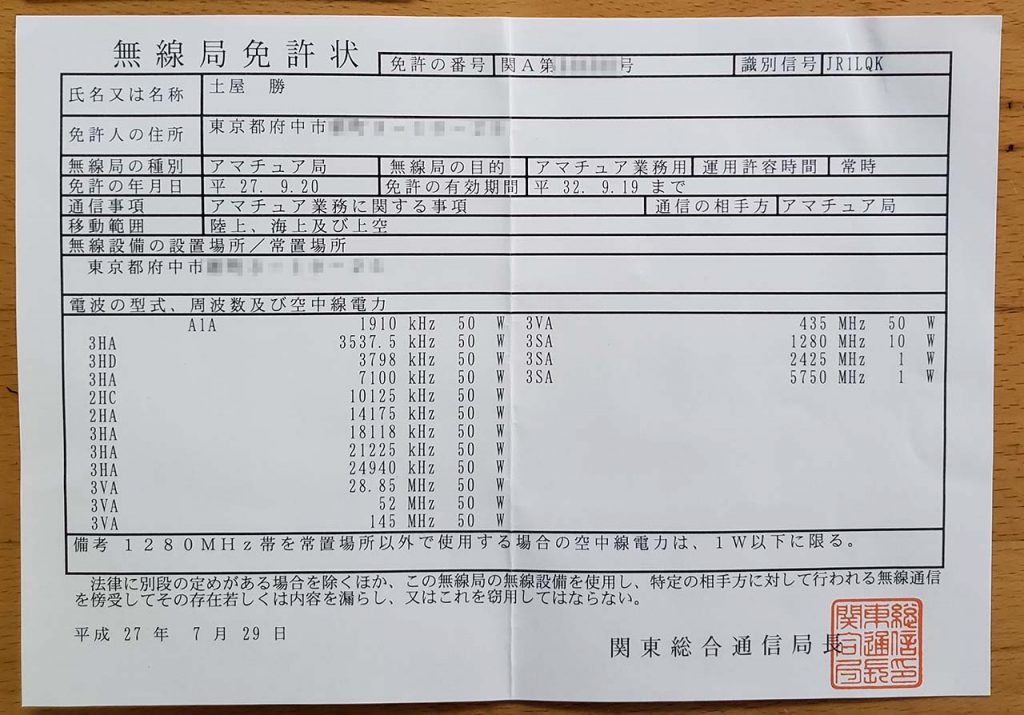 無線局免許状
免許の番号 関A第 号 識別信号 JR1LQK
氏名又は名称 土屋 勝
免許人の住所 東京都府中市
無線局の種別 アマチュア局 無線局の目的 アマチュア業務用 運用許容時間 常時
免許の年月日 平 27. 9.20 免許の有効期間 平 32. 9.19 まで
通信事項 アマチュア業務に関する事項 通信の相手方 アマチュア局
移動範囲 陸上、海上及び上空
無線設備の設置場所／常置場所
東京都府中市
電波の型式、周波数及び空中線電力
A1A 1910 kHz 50 W
3HA 3537.5 kHz 50 W
3HD 3798 kHz 50 W
3HA 7100 kHz 50 W
2HC 10125 kHz 50 W
2HA 14175 kHz 50 W
3HA 18118 kHz 50 W
3HA 21225 kHz 50 W
3HA 24940 kHz 50 W
3VA 28.85 MHz 50 W
3VA 52 MHz 50 W
3VA 145 MHz 50 W
3VA 435 MHz 50 W
3SA 1280 MHz 10 W
3SA 2425 MHz 1 W
3SA 5750 MHz 1 W
備考 1280MHz帯を常置場所以外で使用する場合の空中線電力は、1W以下に限る。
法律に別段の定めがある場合を除くほか、この無線局の無線設備を使用し、特定の相手方に対して行われる無線通信
を傍受してその存在若しくは内容を漏らし、又はこれを窃用してはならない。
平成 27 年 7 月 29 日
関東総合通信局長
関東総合通信局長印